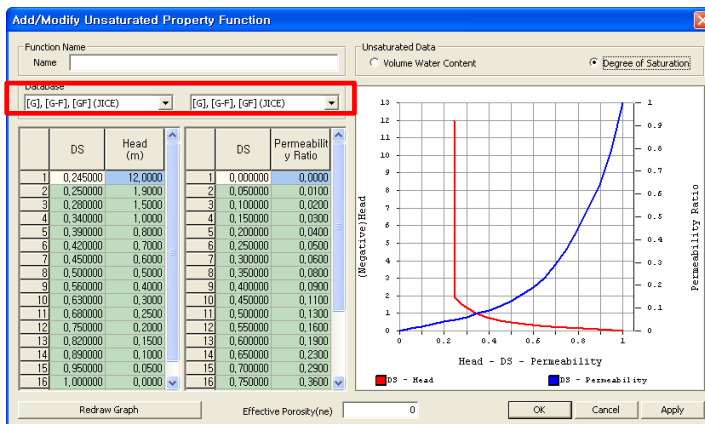 Add/Modify Unsaturated Property Function
Function Name
Name
Unsaturated Data
Volume Water Content
Degree of Saturation
Database
[G], [G-F], [GF] (JICE)
[G], [G-F], [GF] (JICE)
DS Head (m)
1 0,245000 12,0000
2 0,250000 1,9000
3 0,280000 1,5000
4 0,340000 1,0000
5 0,390000 0,8000
6 0,420000 0,7000
7 0,450000 0,6000
8 0,500000 0,5000
9 0,560000 0,4000
10 0,630000 0,3000
11 0,680000 0,2500
12 0,750000 0,2000
13 0,820000 0,1500
14 0,890000 0,1000
15 0,950000 0,0500
16 1,000000 0,0000
DS Permeabilit y Ratio
1 0,000000 0,0000
2 0,050000 0,0100
3 0,100000 0,0200
4 0,150000 0,0300
5 0,200000 0,0400
6 0,250000 0,0500
7 0,300000 0,0600
8 0,350000 0,0800
9 0,400000 0,0900
10 0,450000 0,1100
11 0,500000 0,1300
12 0,550000 0,1600
13 0,600000 0,1900
14 0,650000 0,2300
15 0,700000 0,2900
16 0,750000 0,3600
(Negative)Head
13
12
11
10
9
8
7
6
5
4
3
2
1
0
1
0.9
0.8
0.7
0.6
0.5
0.4
0.3
0.2
0.1
0
Permeability Ratio
0 0.2 0.4 0.6 0.8 1
Head - DS - Permeability
DS - Head
DS - Permeability
Redraw Graph
Effective Porosity(ne)
0
OK
Cancel
Apply